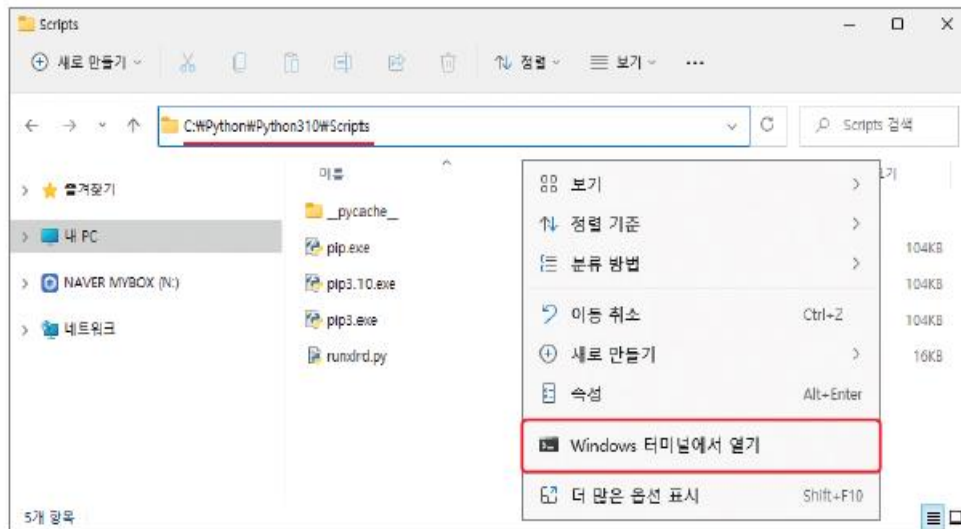 Scripts
새로 만들기
정렬
보기
C:₩Python₩Python310₩Scripts
Scripts 검색
이름
즐겨찾기
내 PC
NAVER MYBOX (N:)
네트워크
__pycache__
pip.exe 104KB
pip3.10.exe 104KB
pip3.exe 104KB
runxlrd.py 16KB
보기
정렬 기준
분류 방법
이동 취소 Ctrl+Z
새로 만들기
속성 Alt+Enter
Windows 터미널에서 열기
더 많은 옵션 표시 Shift+F10
5개 항목